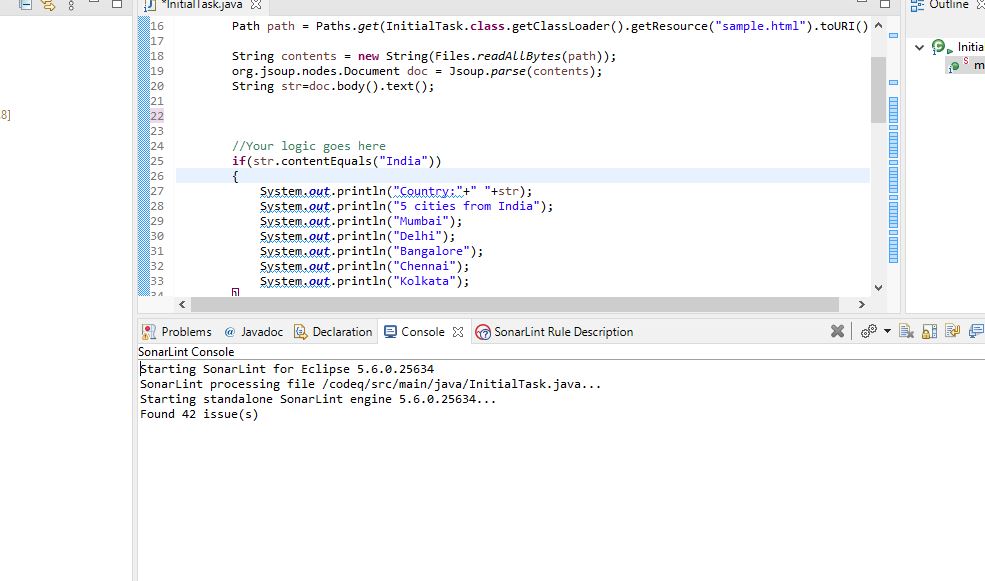 *InitialTask.java
Outline
8]
Initia
m
16 Path path = Paths.get(InitialTask.class.getClassLoader().getResource("sample.html").toURI()
17
18 String contents = new String(Files.readAllBytes(path));
19 org.jsoup.nodes.Document doc = Jsoup.parse(contents);
20 String str=doc.body().text();
21
22
23
24 //Your logic goes here
25 if(str.contentEquals("India"))
26 {
27 System.out.println("Country:"+" "+str);
28 System.out.println("5 cities from India");
29 System.out.println("Mumbai");
30 System.out.println("Delhi");
31 System.out.println("Bangalore");
32 System.out.println("Chennai");
33 System.out.println("Kolkata");
34 }
Problems @ Javadoc Declaration Console SonarLint Rule Description
SonarLint Console
Starting SonarLint for Eclipse 5.6.0.25634
SonarLint processing file /codeq/src/main/java/InitialTask.java...
Starting standalone SonarLint engine 5.6.0.25634...
Found 42 issue(s)